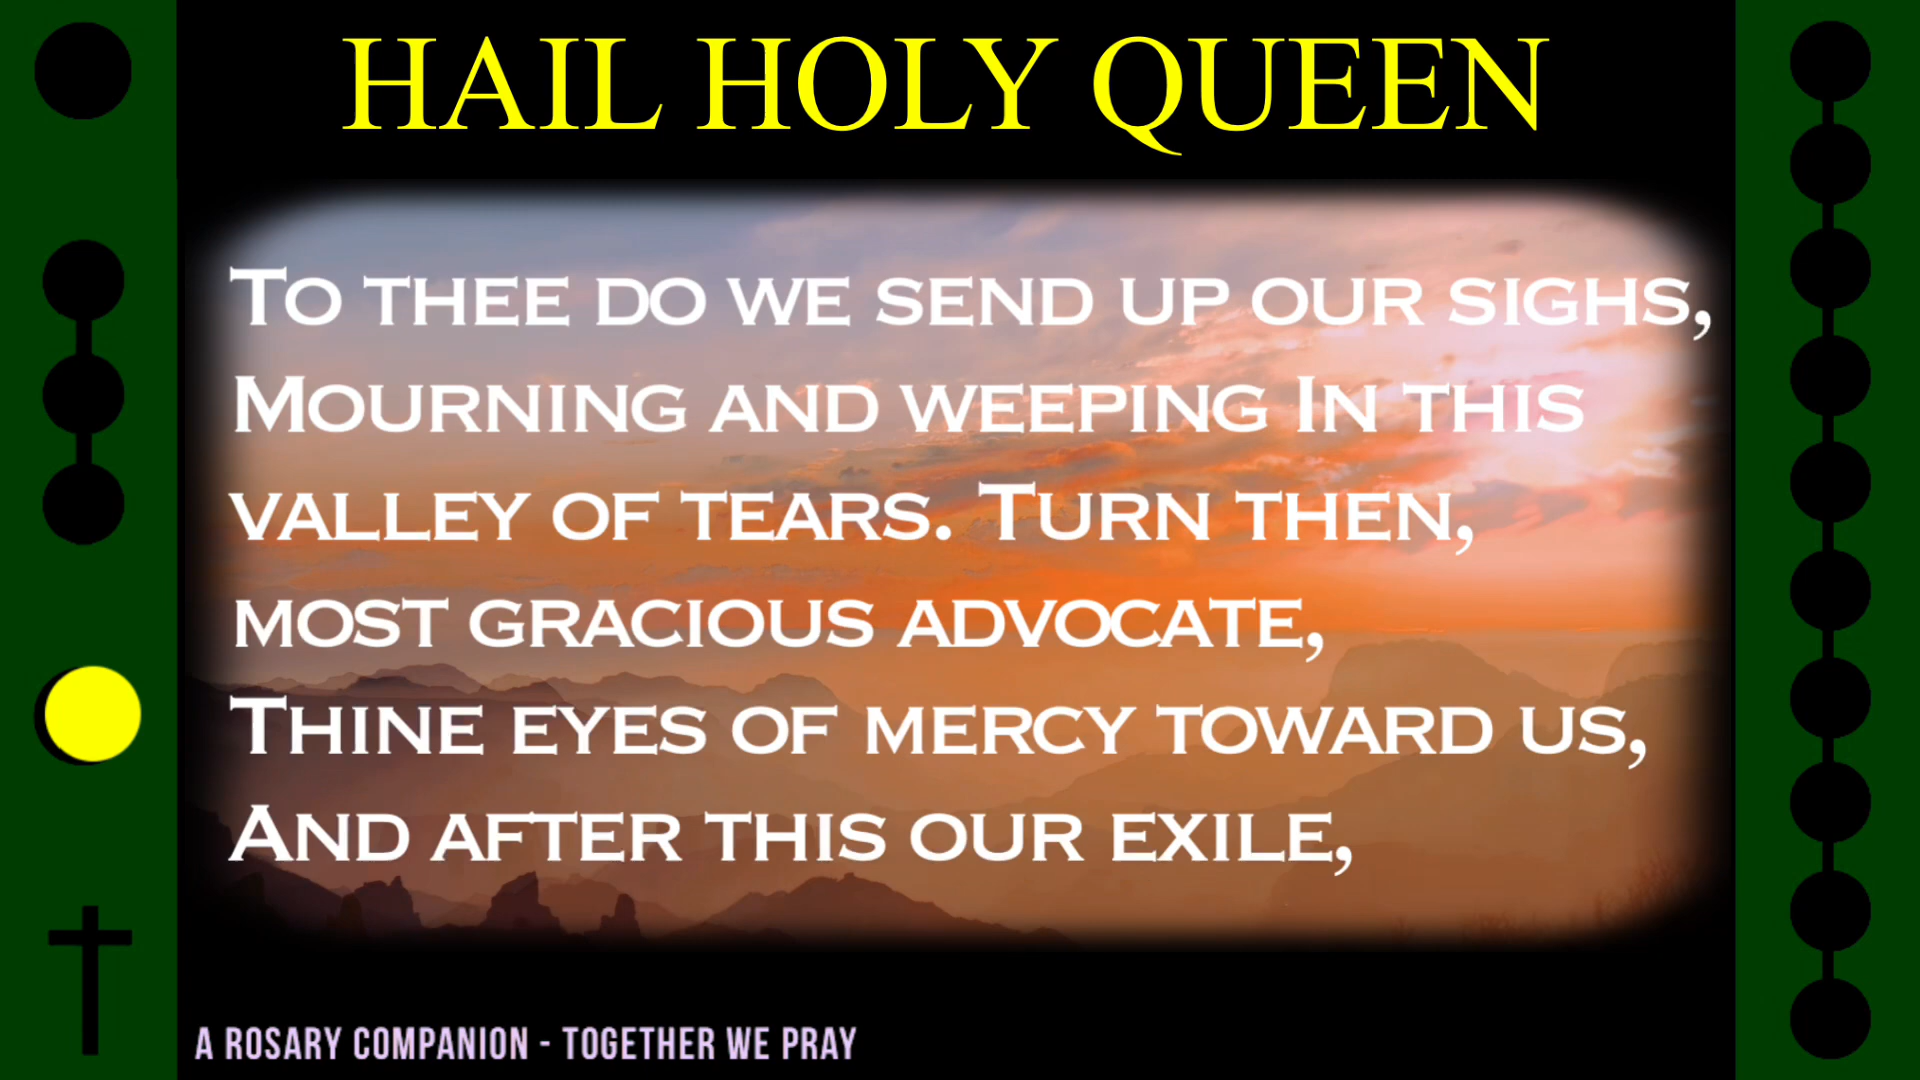 HAIL HOLY QUEEN
To thee do we send up our sighs,
Mourning and weeping In this
valley of tears. Turn then,
most gracious advocate,
Thine eyes of mercy toward us,
And after this our exile,
A ROSARY COMPANION - TOGETHER WE PRAY